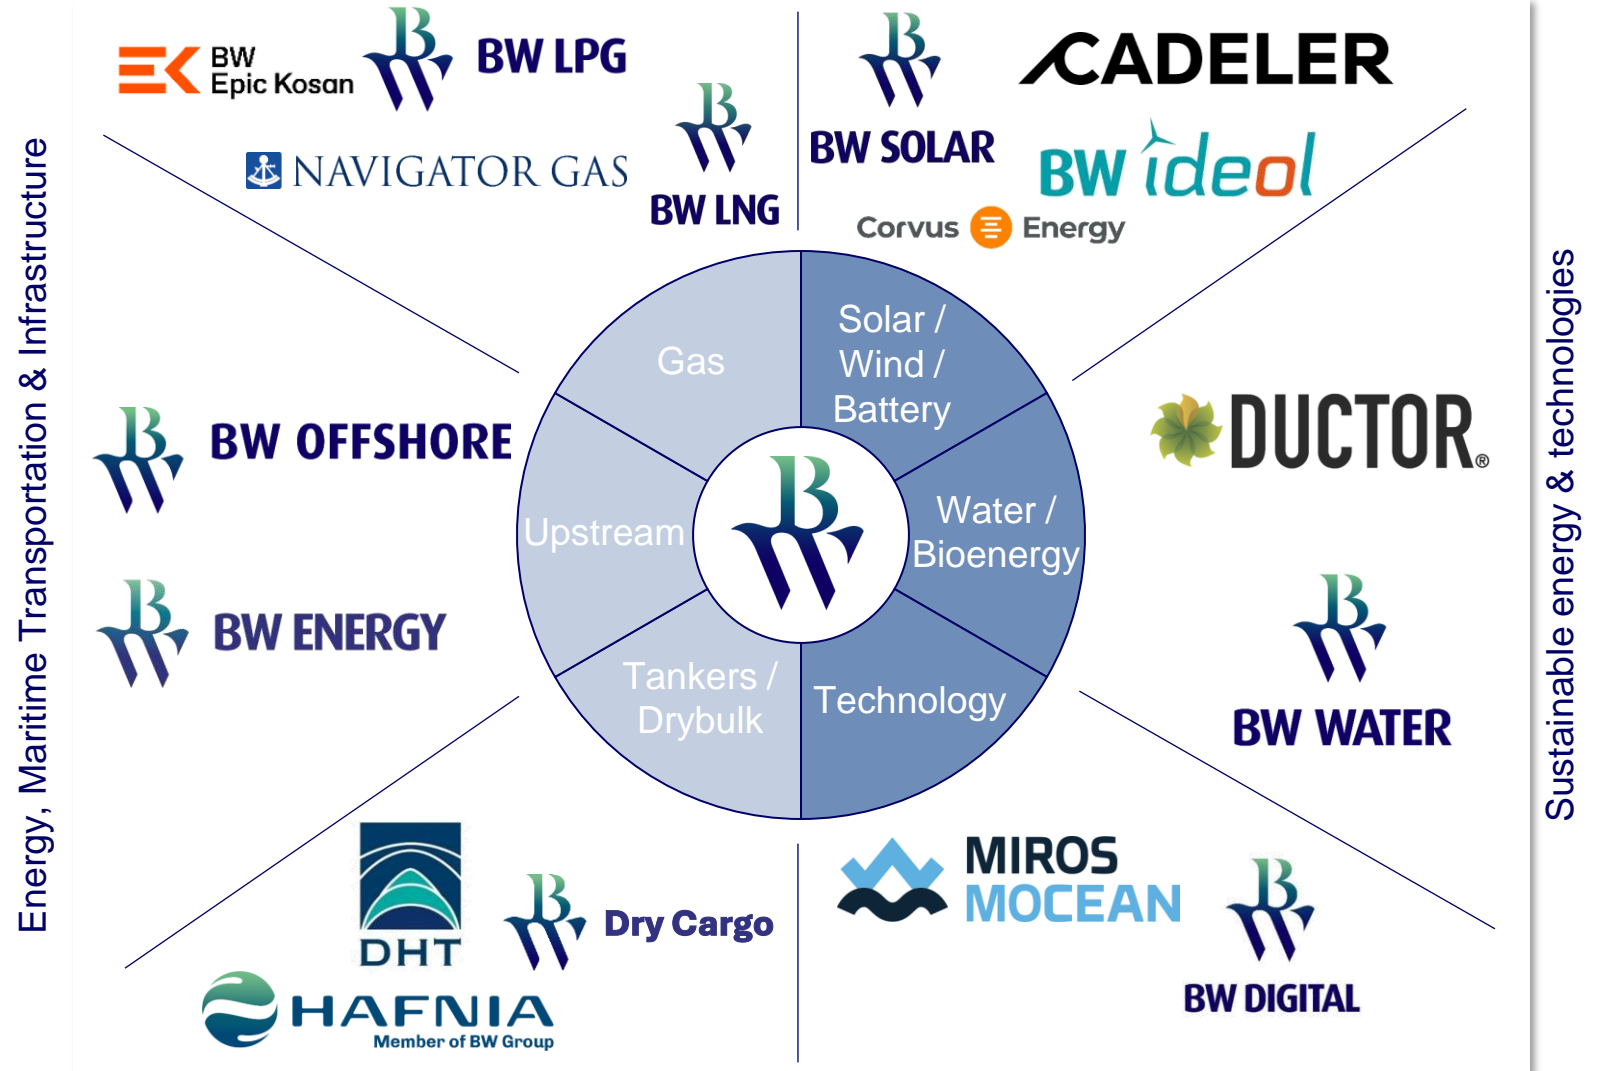 Energy, Maritime Transportation & Infrastructure
BW
Epic Kosan
BW LPG
NAVIGATOR GAS
BW LNG
BW SOLAR
CADELER
BW ideol
Corvus Energy
Gas
Solar /
Wind /
Battery
BW OFFSHORE
BW ENERGY
Upstream
Water /
Bioenergy
DUCTOR®
BW WATER
Tankers /
Drybulk
Technology
DHT
Dry Cargo
HAFNIA
Member of BW Group
MIROS
MOCEAN
BW DIGITAL
Sustainable energy & technologies